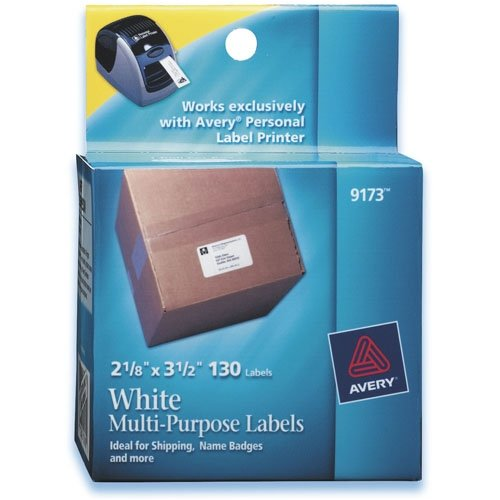 Works exclusively
with Avery® Personal
Label Printer
9173™
2 1/8" x 3 1/2" 130 Labels
White
Multi-Purpose Labels
Ideal for Shipping, Name Badges
and more
AVERY